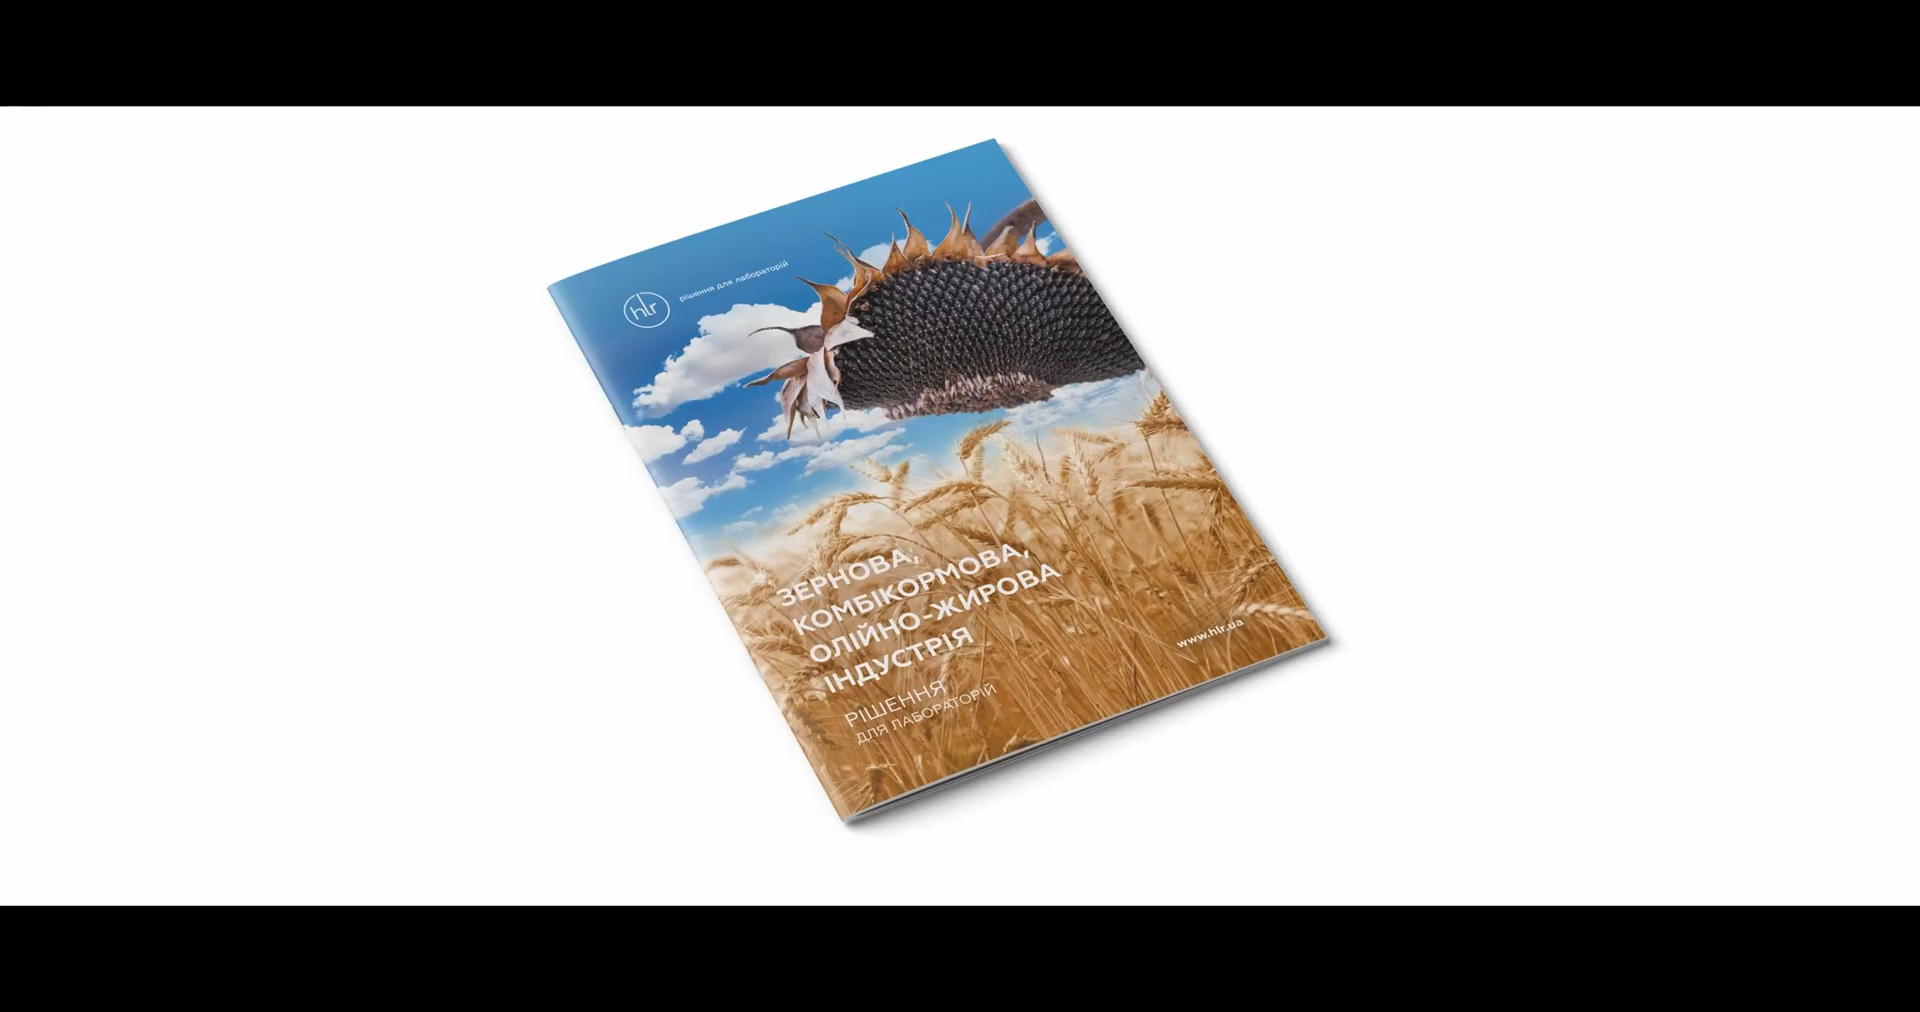 hlr
рішення для лабораторій
ЗЕРНОВА,
КОМБІКОРМОВА,
ОЛІЙНО-ЖИРОВА
ІНДУСТРІЯ
РІШЕННЯ
ДЛЯ ЛАБОРАТОРІЙ
www.hlr.ua